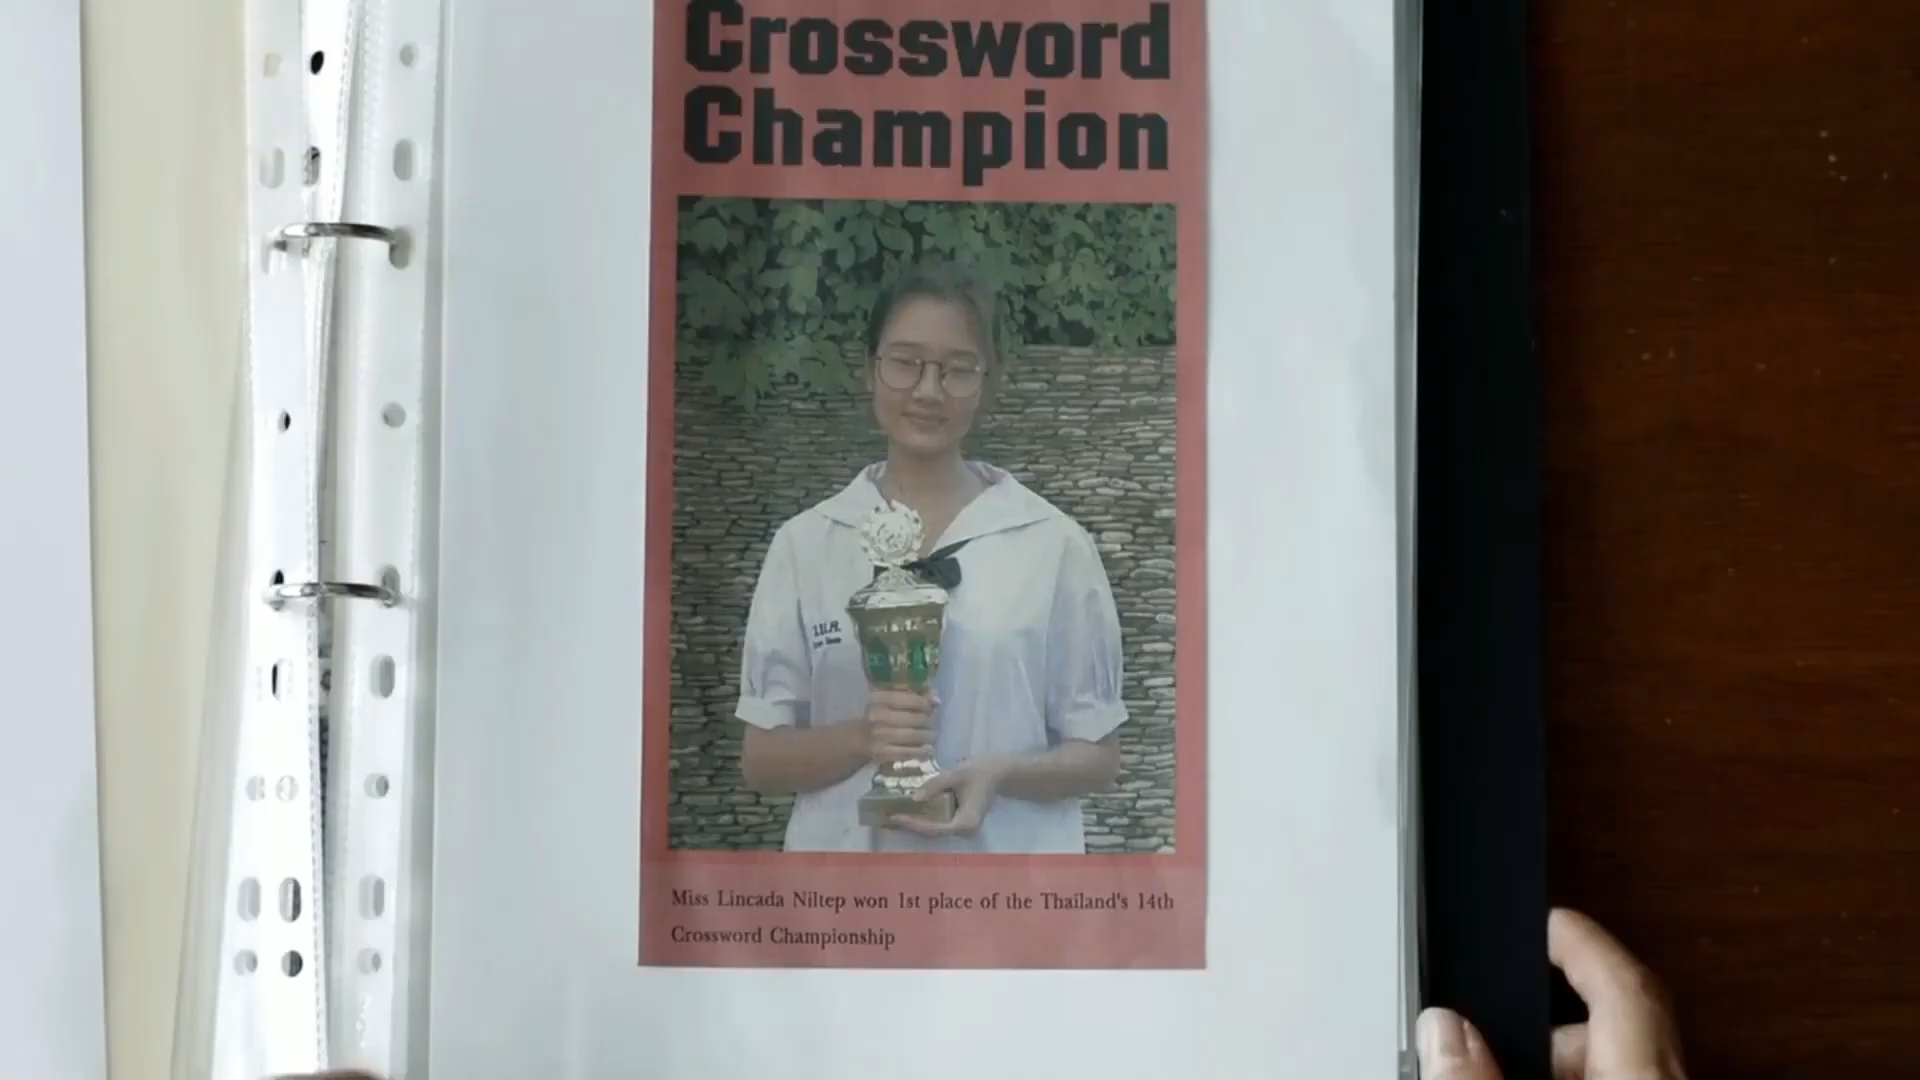 Crossword
Champion
Miss Lincada Niltep won 1st place of the Thailand's 14th
Crossword Championship